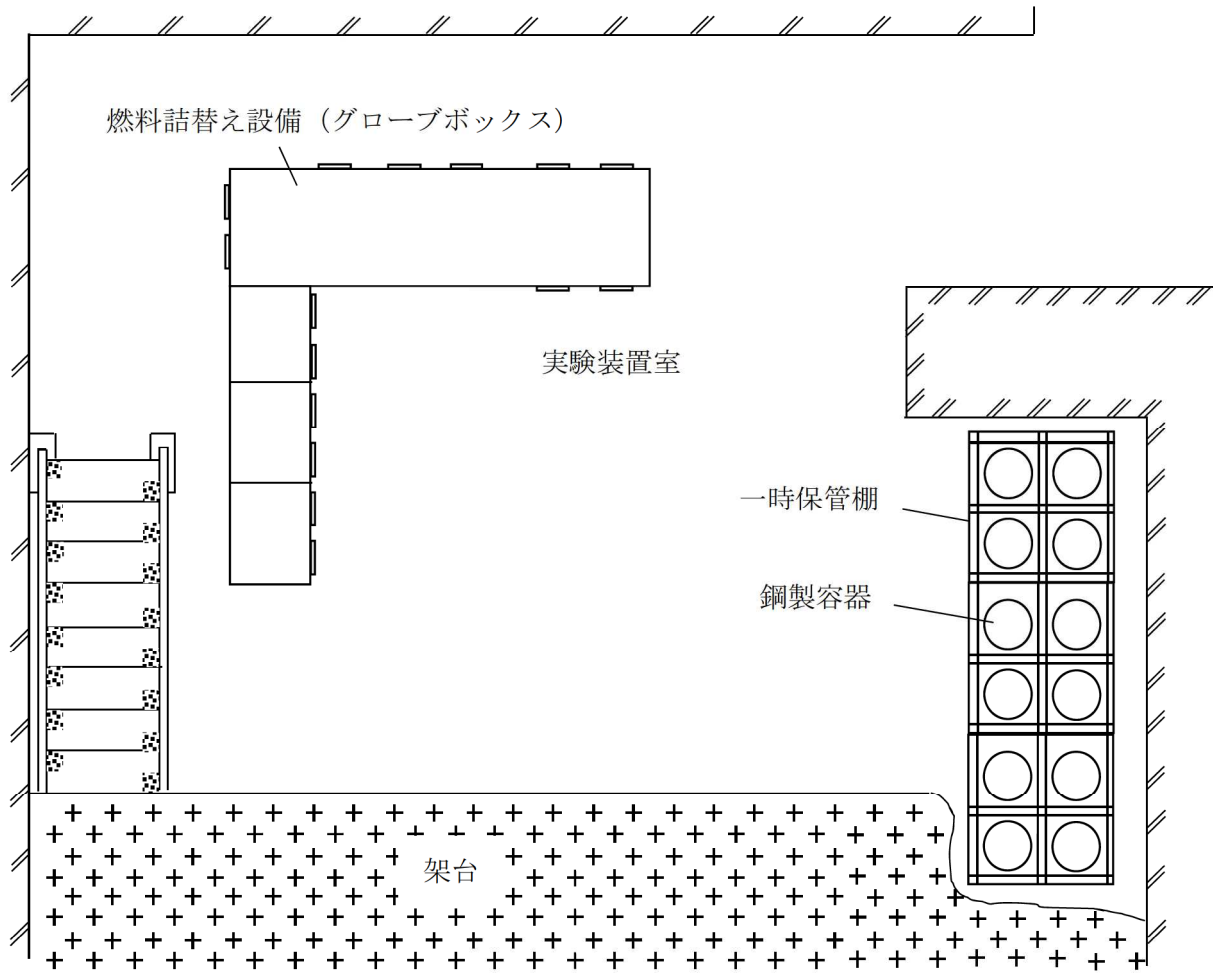 燃料詰替え設備（グローブボックス）
実験装置室
一時保管棚
鋼製容器
架台